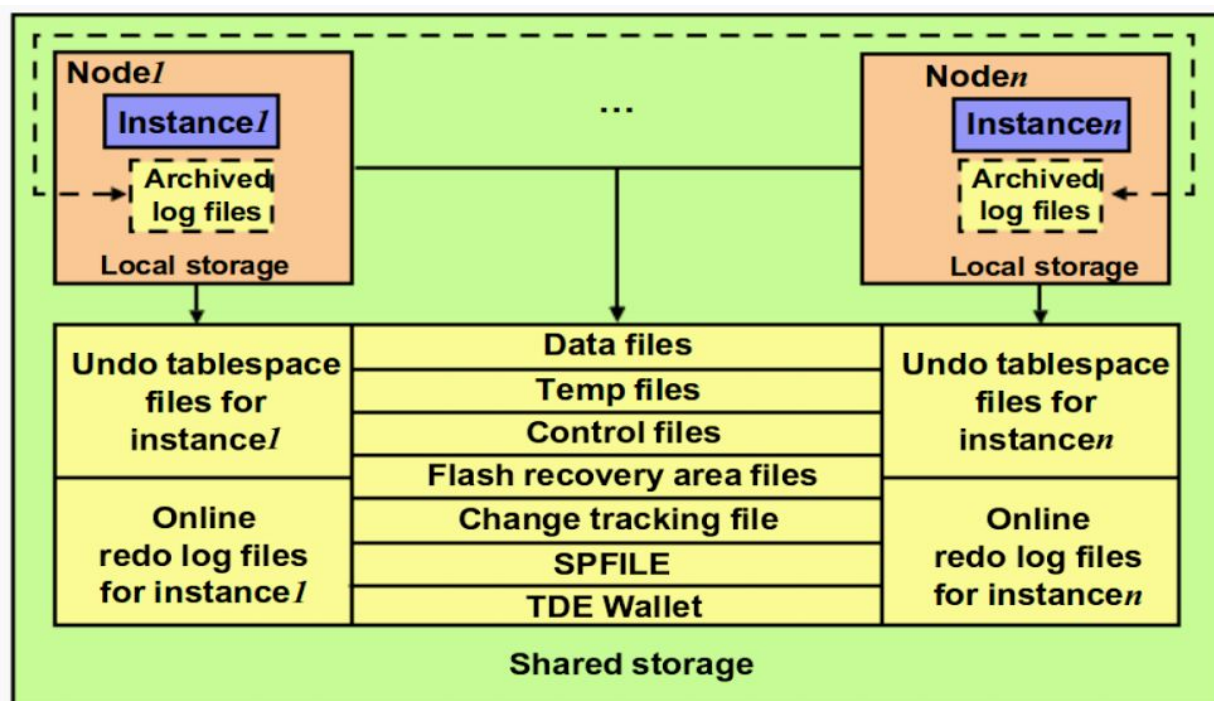 Node1
Instance1
Archived
log files
Local storage
...
Noden
Instancen
Archived
log files
Local storage
Undo tablespace
files for
instance1
Online
redo log files
for instance1
Data files
Temp files
Control files
Flash recovery area files
Change tracking file
SPFILE
TDE Wallet
Undo tablespace
files for
instancen
Online
redo log files
for instancen
Shared storage